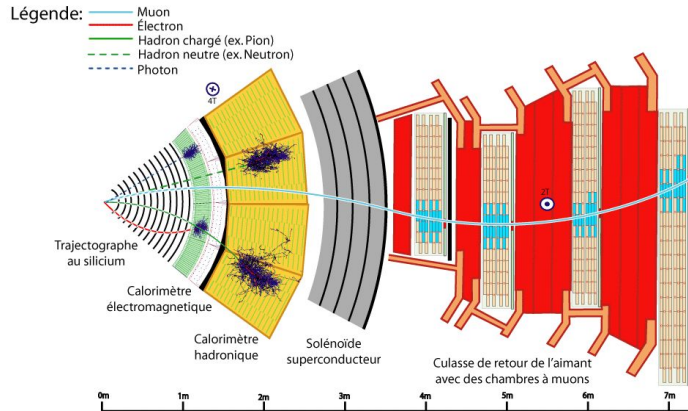 Légende:
Muon
Électron
Hadron chargé (ex. Pion)
Hadron neutre (ex. Neutron)
Photon
4T
2T
Trajectographe
au silicium
Calorimètre
électromagnetique
Calorimètre
hadronique
Solénoïde
superconducteur
Culasse de retour de l'aimant
avec des chambres à muons
0m 1m 2m 3m 4m 5m 6m 7m